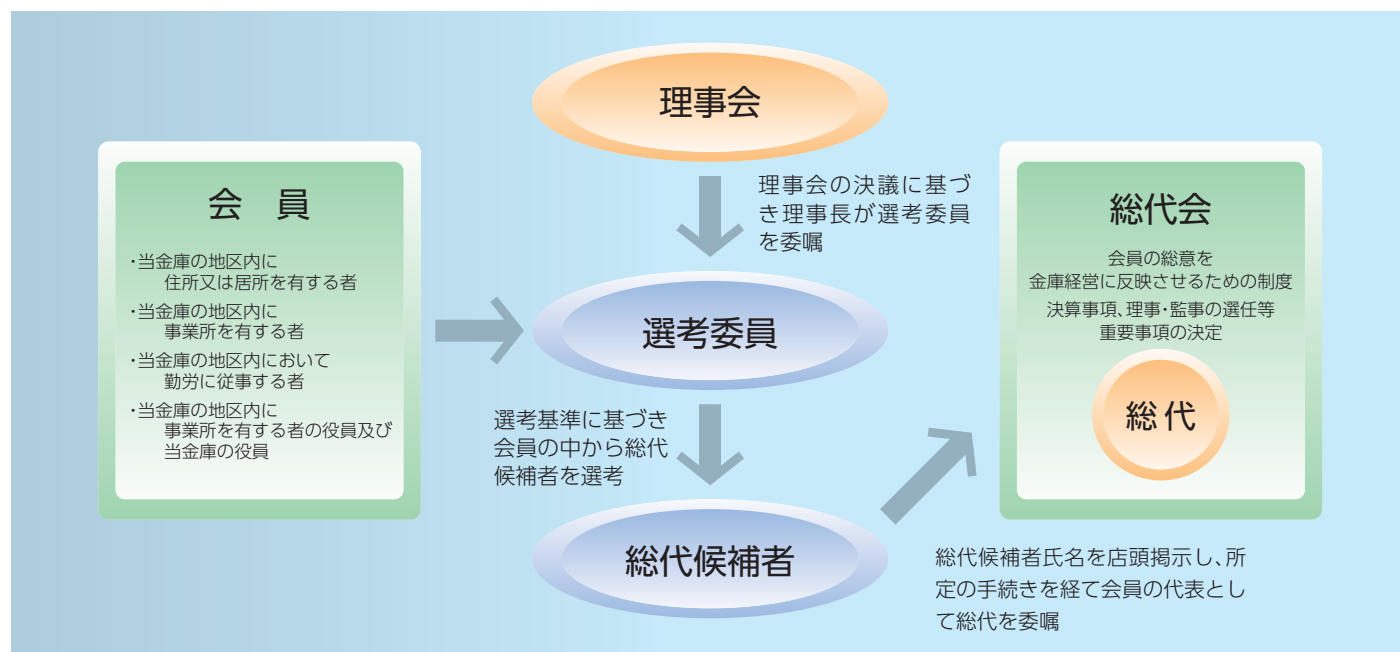 理事会
理事会の決議に基づ
き理事長が選考委員
を委嘱
会　員
・当金庫の地区内に
住所又は居所を有する者
・当金庫の地区内に
事業所を有する者
・当金庫の地区内において
勤労に従事する者
・当金庫の地区内に
事業所を有する者の役員及び
当金庫の役員
選考委員
選考基準に基づき
会員の中から総代
候補者を選考
総代候補者
総代候補者氏名を店頭掲示し、所
定の手続きを経て会員の代表とし
て総代を委嘱
総代会
会員の総意を
金庫経営に反映させるための制度
決算事項、理事・監事の選任等
重要事項の決定
総代